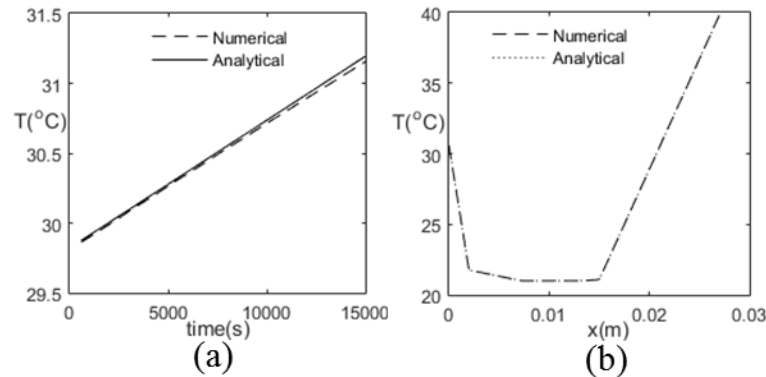 31.5
31
30.5
30
29.5
T(°C)
Numerical
Analytical
0
5000
10000
15000
time(s)
(a)
40
35
30
25
20
T(°C)
Numerical
Analytical
0
0.01
0.02
0.03
x(m)
(b)